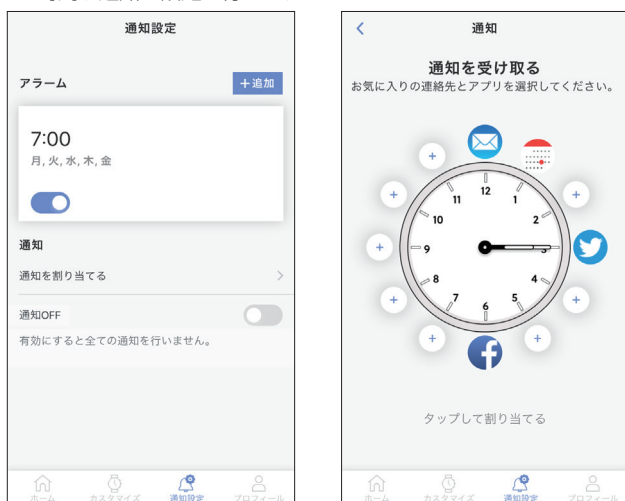 通知設定
アラーム
+追加
7:00
月, 火, 水, 木, 金
通知
通知を割り当てる
通知OFF
有効にすると全ての通知を行いません。
ホーム
カスタマイズ
通知設定
プロフィール
通知
通知を受け取る
お気に入りの連絡先とアプリを選択してください。
12
1
2
3
4
5
6
7
8
9
10
11
タップして割り当てる
ホーム
カスタマイズ
通知設定
プロフィール